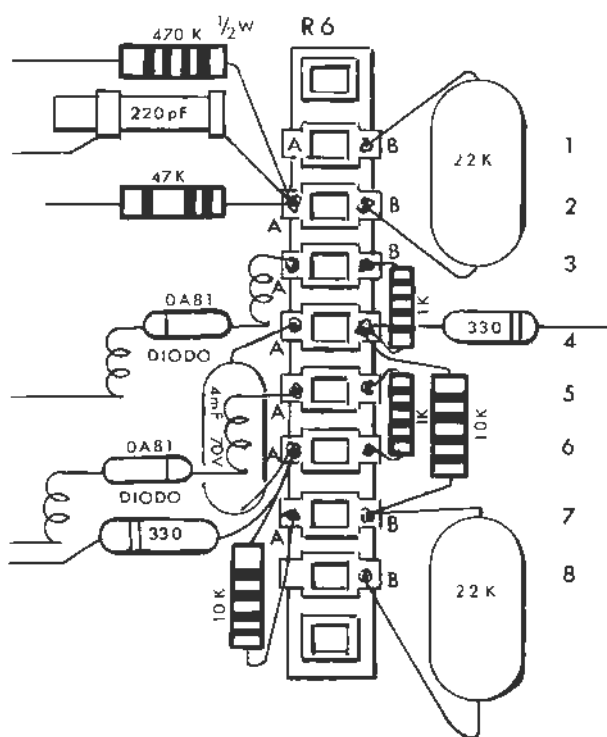 R6
470 K ½W
220pF
A B 1
22K
47K
A B 2
A B 3
1K
0A81
DIODO
330
A 4
4mF 70V
A 5
1K
10K
A 6
0A81
DIODO
330
A B 7
10K
B 8
22K